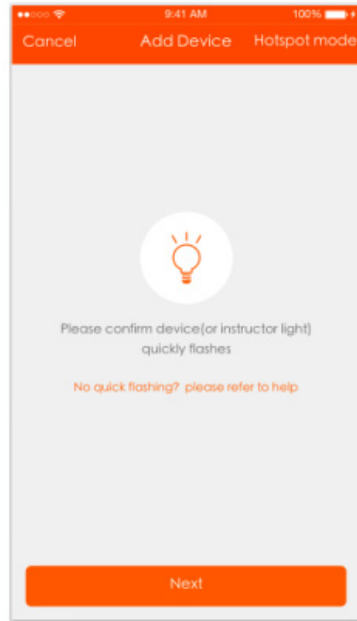 9:41 AM 100%
Cancel Add Device Hotspot mode
Please confirm device(or instructor light)
quickly flashes
No quick flashing? please refer to help
Next